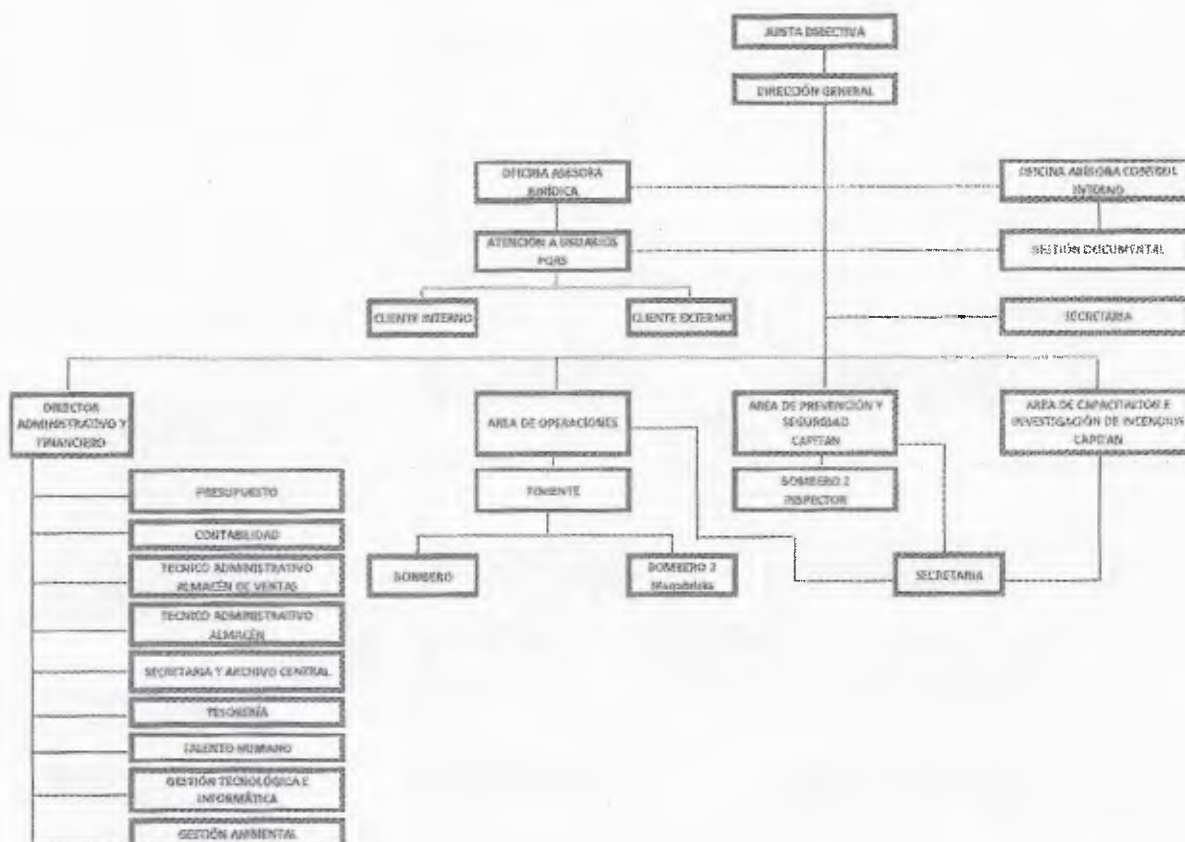 JUNTA DIRECTIVA
DIRECCIÓN GENERAL
OFICINA ASESORA
JURÍDICA
OFICINA ASESORA CONTROL
INTERNO
ATENCIÓN A USUARIOS
PQRS
GESTIÓN DOCUMENTAL
CLIENTE INTERNO
CLIENTE EXTERNO
SECRETARIA
DIRECTOR
ADMINISTRATIVO Y
FINANCIERO
AREA DE OPERACIONES
AREA DE PREVENCIÓN Y
SEGURIDAD
CAPITAN
AREA DE CAPACITACION E
INVESTIGACIÓN DE INCENDIOS
CAPITAN
PRESUPUESTO
TENIENTE
BOMBERO 2
INSPECTOR
CONTABILIDAD
TECNICO ADMINISTRATIVO
ALMACÉN DE VENTAS
BOMBERO
BOMBERO 2
Maquinista
SECRETARIA
TECNICO ADMINISTRATIVO
ALMACÉN
SECRETARIA Y ARCHIVO CENTRAL
TESORERÍA
TALENTO HUMANO
GESTIÓN TECNOLÓGICA E
INFORMÁTICA
GESTIÓN AMBIENTAL